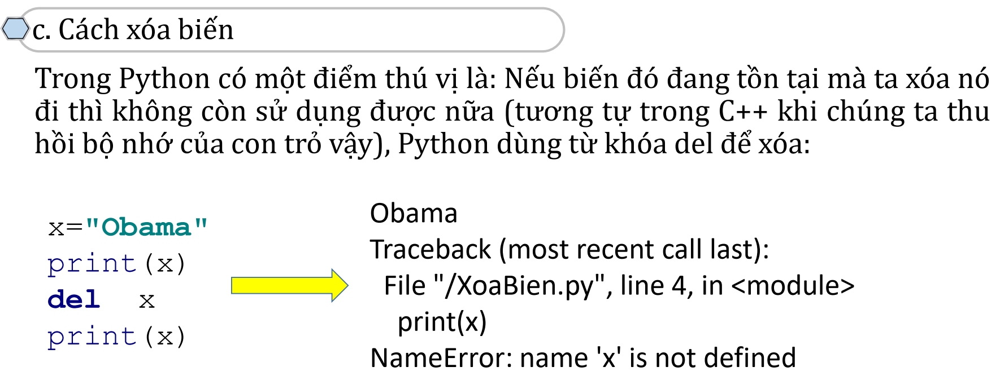 c. Cách xóa biến
Trong Python có một điểm thú vị là: Nếu biến đó đang tồn tại mà ta xóa nó
đi thì không còn sử dụng được nữa (tương tự trong C++ khi chúng ta thu
hồi bộ nhớ của con trỏ vậy), Python dùng từ khóa del để xóa:
x="Obama"
print(x)
del x
print(x)
Obama
Traceback (most recent call last):
File "/XoaBien.py", line 4, in <module>
print(x)
NameError: name 'x' is not defined